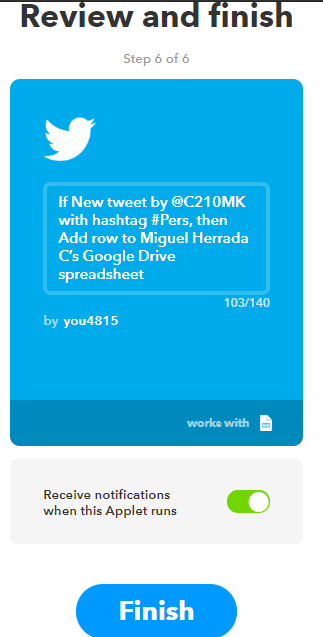 Review and finish
Step 6 of 6
If New tweet by @C210MK
with hashtag #Pers, then
Add row to Miguel Herrada
C's Google Drive
spreadsheet
103/140
by you4815
works with
Receive notifications
when this Applet runs
Finish